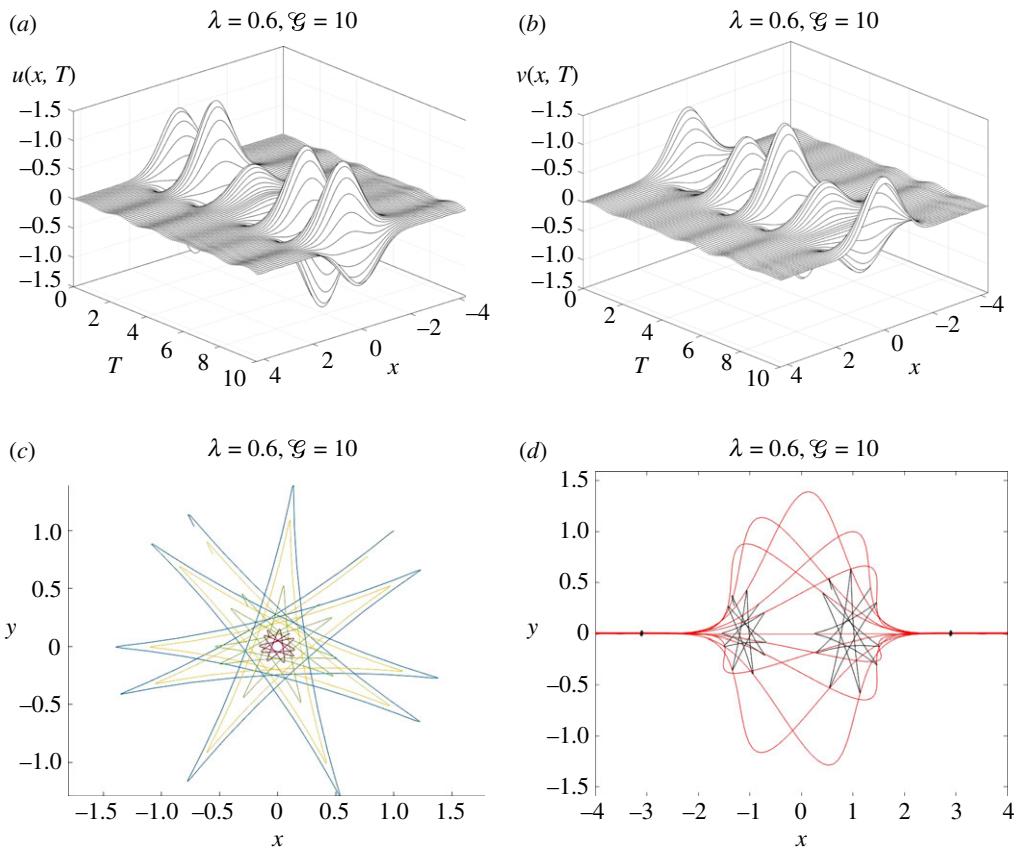 (a) λ = 0.6, 𝒢 = 10
u(x, T)
–1.5
–1.0
–0.5
0
–0.5
–1.0
–1.5
0
2
4
6
8
10
T
4
2
0
–2
–4
x
(b) λ = 0.6, 𝒢 = 10
v(x, T)
–1.5
–1.0
–0.5
0
–0.5
–1.0
–1.5
0
2
4
6
8
10
T
4
2
0
–2
–4
x
(c) λ = 0.6, 𝒢 = 10
1.0
0.5
y 0
–0.5
–1.0
–1.5 –1.0 –0.5 0 0.5 1.0 1.5
x
(d) λ = 0.6, 𝒢 = 10
1.5
1.0
0.5
y 0
–0.5
–1.0
–1.5
–4 –3 –2 –1 0 1 2 3 4
x